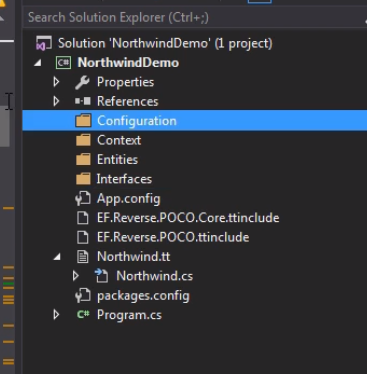 Search Solution Explorer (Ctrl+;)
Solution 'NorthwindDemo' (1 project)
C# NorthwindDemo
Properties
References
Configuration
Context
Entities
Interfaces
App.config
EF.Reverse.POCO.Core.ttinclude
EF.Reverse.POCO.ttinclude
Northwind.tt
Northwind.cs
packages.config
C# Program.cs